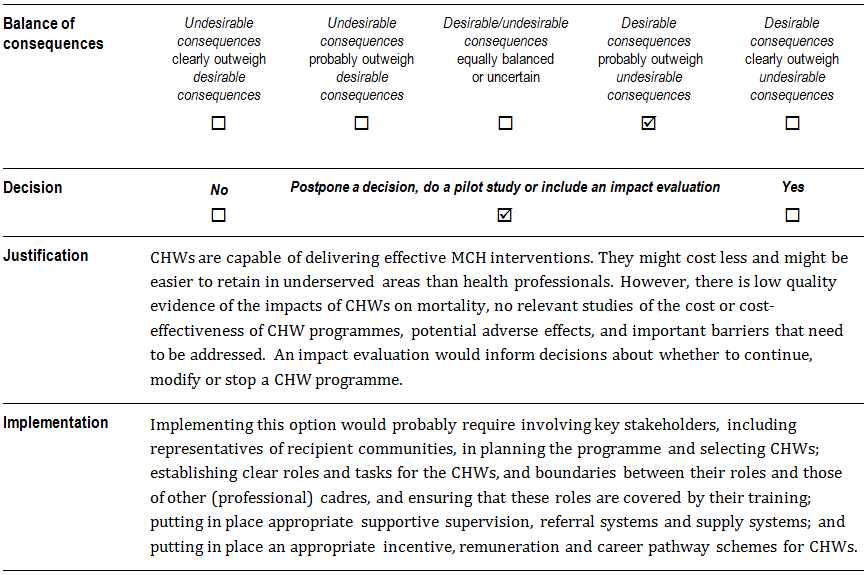 Balance of consequences
Undesirable consequences clearly outweigh desirable consequences
Undesirable consequences probably outweigh desirable consequences
Desirable/undesirable consequences equally balanced or uncertain
Desirable consequences probably outweigh undesirable consequences
Desirable consequences clearly outweigh undesirable consequences
☐ ☐ ☐ ☑ ☐
Decision
No
Postpone a decision, do a pilot study or include an impact evaluation
Yes
☐ ☑ ☐
Justification
CHWs are capable of delivering effective MCH interventions. They might cost less and might be
easier to retain in underserved areas than health professionals. However, there is low quality
evidence of the impacts of CHWs on mortality, no relevant studies of the cost or cost-
effectiveness of CHW programmes, potential adverse effects, and important barriers that need
to be addressed. An impact evaluation would inform decisions about whether to continue,
modify or stop a CHW programme.
Implementation
Implementing this option would probably require involving key stakeholders, including
representatives of recipient communities, in planning the programme and selecting CHWs;
establishing clear roles and tasks for the CHWs, and boundaries between their roles and those
of other (professional) cadres, and ensuring that these roles are covered by their training;
putting in place appropriate supportive supervision, referral systems and supply systems; and
putting in place an appropriate incentive, remuneration and career pathway schemes for CHWs.